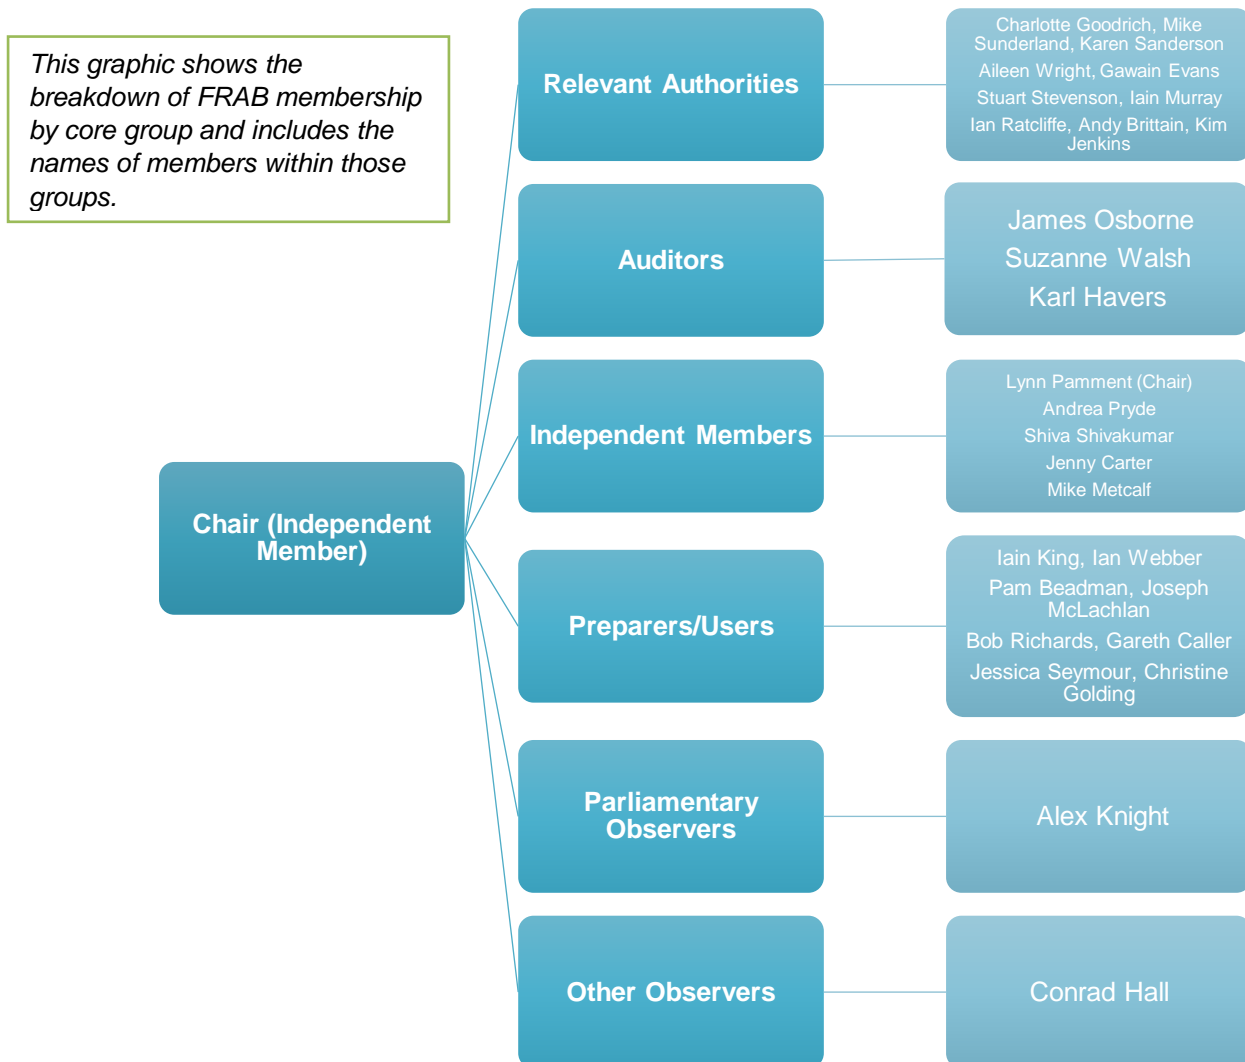 This graphic shows the
breakdown of FRAB membership
by core group and includes the
names of members within those
groups.
Chair (Independent
Member)
Relevant Authorities
Charlotte Goodrich, Mike
Sunderland, Karen Sanderson
Aileen Wright, Gawain Evans
Stuart Stevenson, Iain Murray
Ian Ratcliffe, Andy Brittain, Kim
Jenkins
Auditors
James Osborne
Suzanne Walsh
Karl Havers
Independent Members
Lynn Pamment (Chair)
Andrea Pryde
Shiva Shivakumar
Jenny Carter
Mike Metcalf
Preparers/Users
Iain King, Ian Webber
Pam Beadman, Joseph
McLachlan
Bob Richards, Gareth Caller
Jessica Seymour, Christine
Golding
Parliamentary
Observers
Alex Knight
Other Observers
Conrad Hall